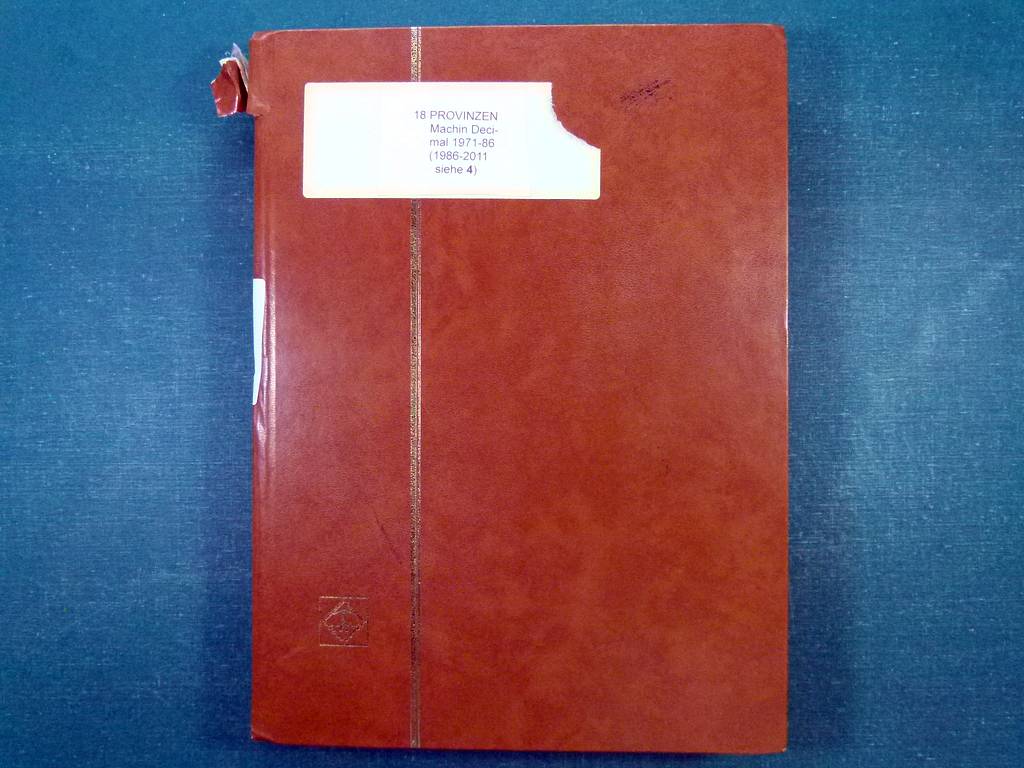 18 PROVINZEN
Machin Deci-
mal 1971-86
(1986-2011
siehe 4)